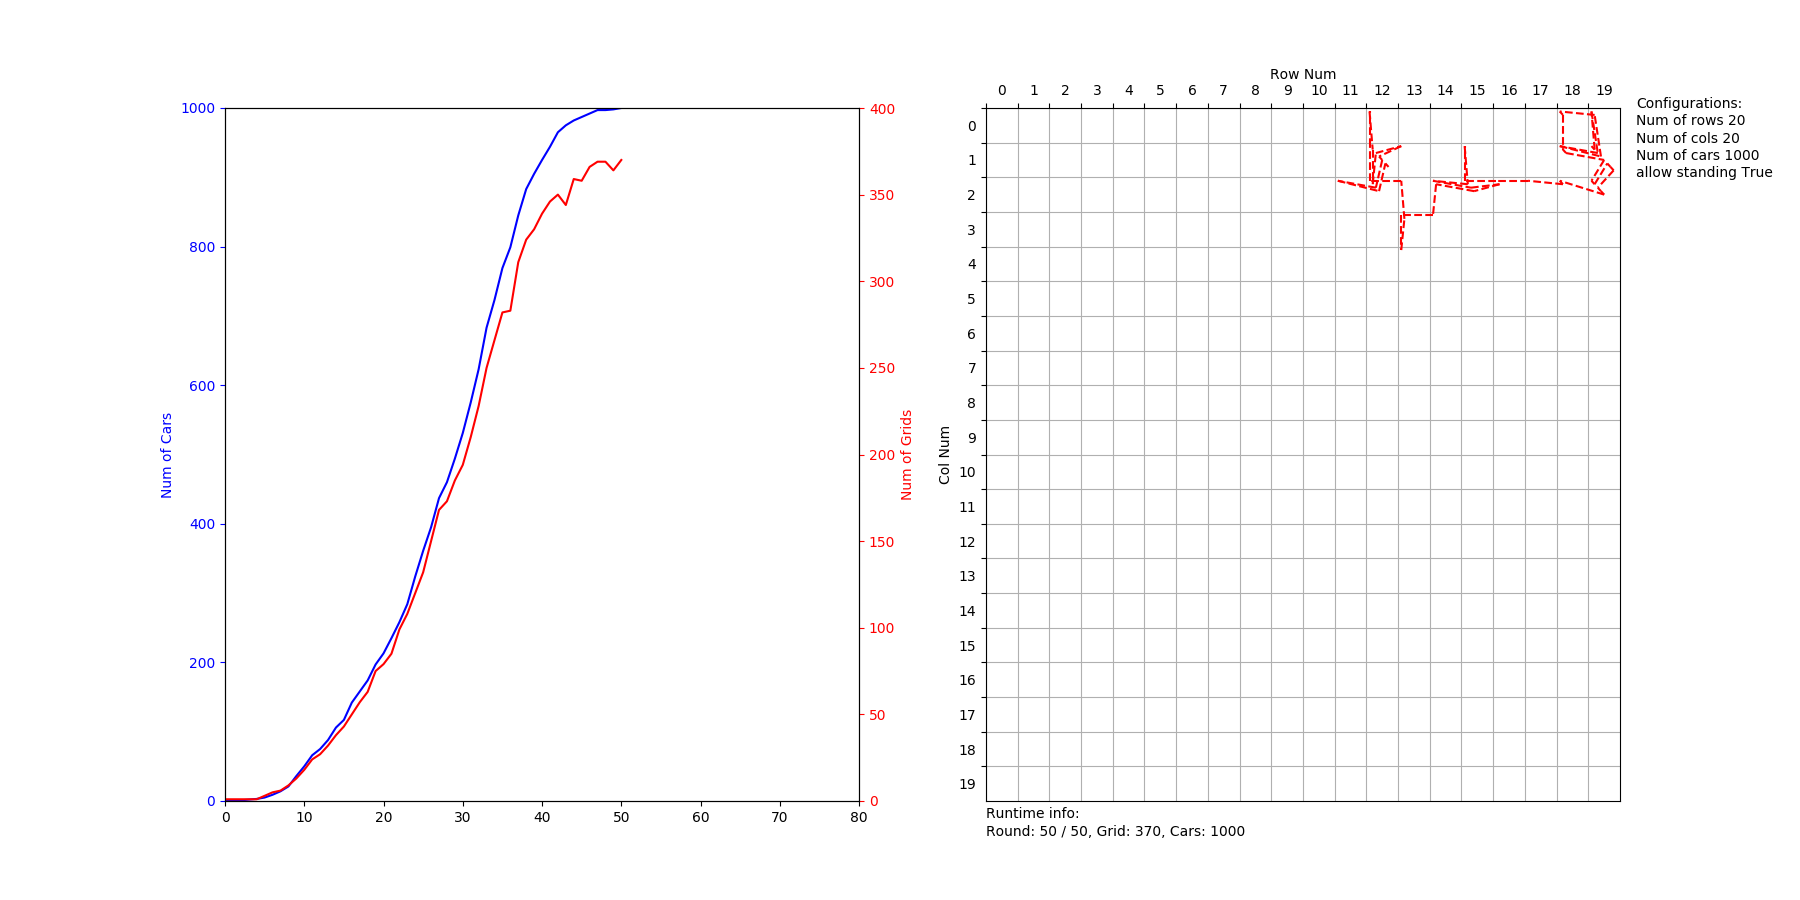 Row Num
0 1 2 3 4 5 6 7 8 9 10 11 12 13 14 15 16 17 18 19
Configurations:
Num of rows 20
Num of cols 20
Num of cars 1000
allow standing True
1000
800
600
400
200
0
Num of Cars
0 10 20 30 40 50 60 70 80
400
350
300
250
200
150
100
50
0
Num of Grids
Col Num
0
1
2
3
4
5
6
7
8
9
10
11
12
13
14
15
16
17
18
19
Runtime info:
Round: 50 / 50, Grid: 370, Cars: 1000